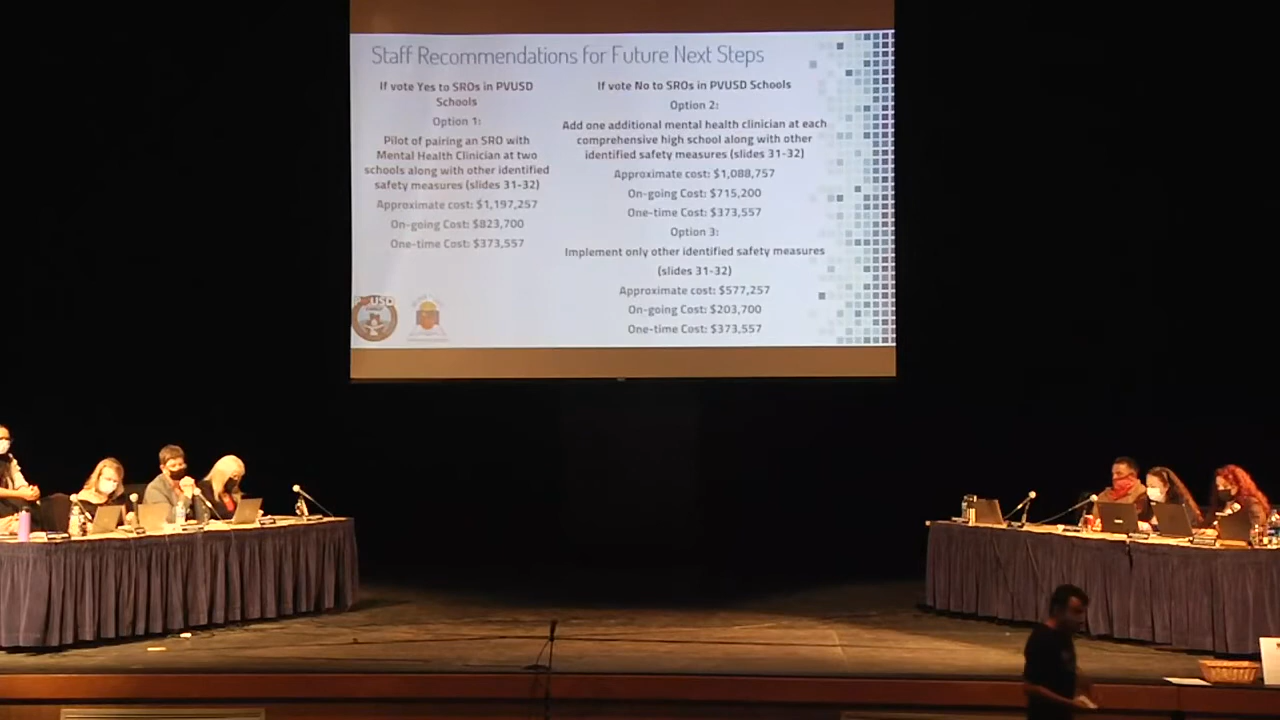 Staff Recommendations for Future Next Steps
If vote Yes to SROs in PVUSD
Schools
Option 1:
Pilot of pairing an SRO with
Mental Health Clinician at two
schools along with other identified
safety measures (slides 31-32)
Approximate cost: $1,197,257
On-going Cost: $823,700
One-time Cost: $373,557
If vote No to SROs in PVUSD Schools
Option 2:
Add one additional mental health clinician at each
comprehensive high school along with other
identified safety measures (slides 31-32)
Approximate cost: $1,088,757
On-going Cost: $715,200
One-time Cost: $373,557
Option 3:
Implement only other identified safety measures
(slides 31-32)
Approximate cost: $577,257
On-going Cost: $203,700
One-time Cost: $373,557